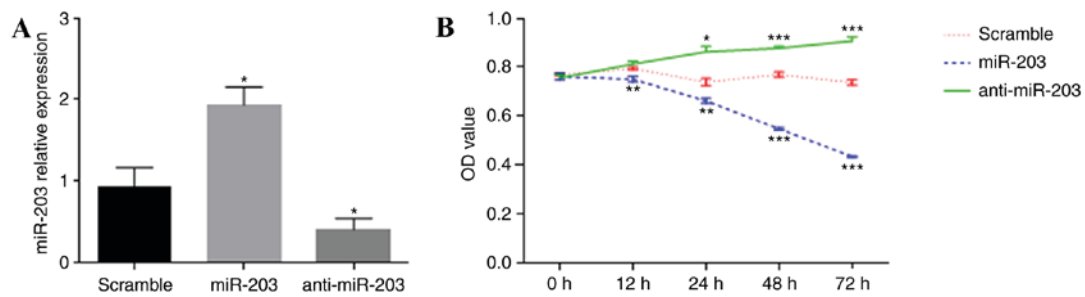 A
miR-203 relative expression
3
2
1
0
*
*
Scramble
miR-203
anti-miR-203
B
OD value
1.0
0.8
0.6
0.4
0.2
0.0
* *** ***
** ** *** ***
0 h 12 h 24 h 48 h 72 h
Scramble
miR-203
anti-miR-203